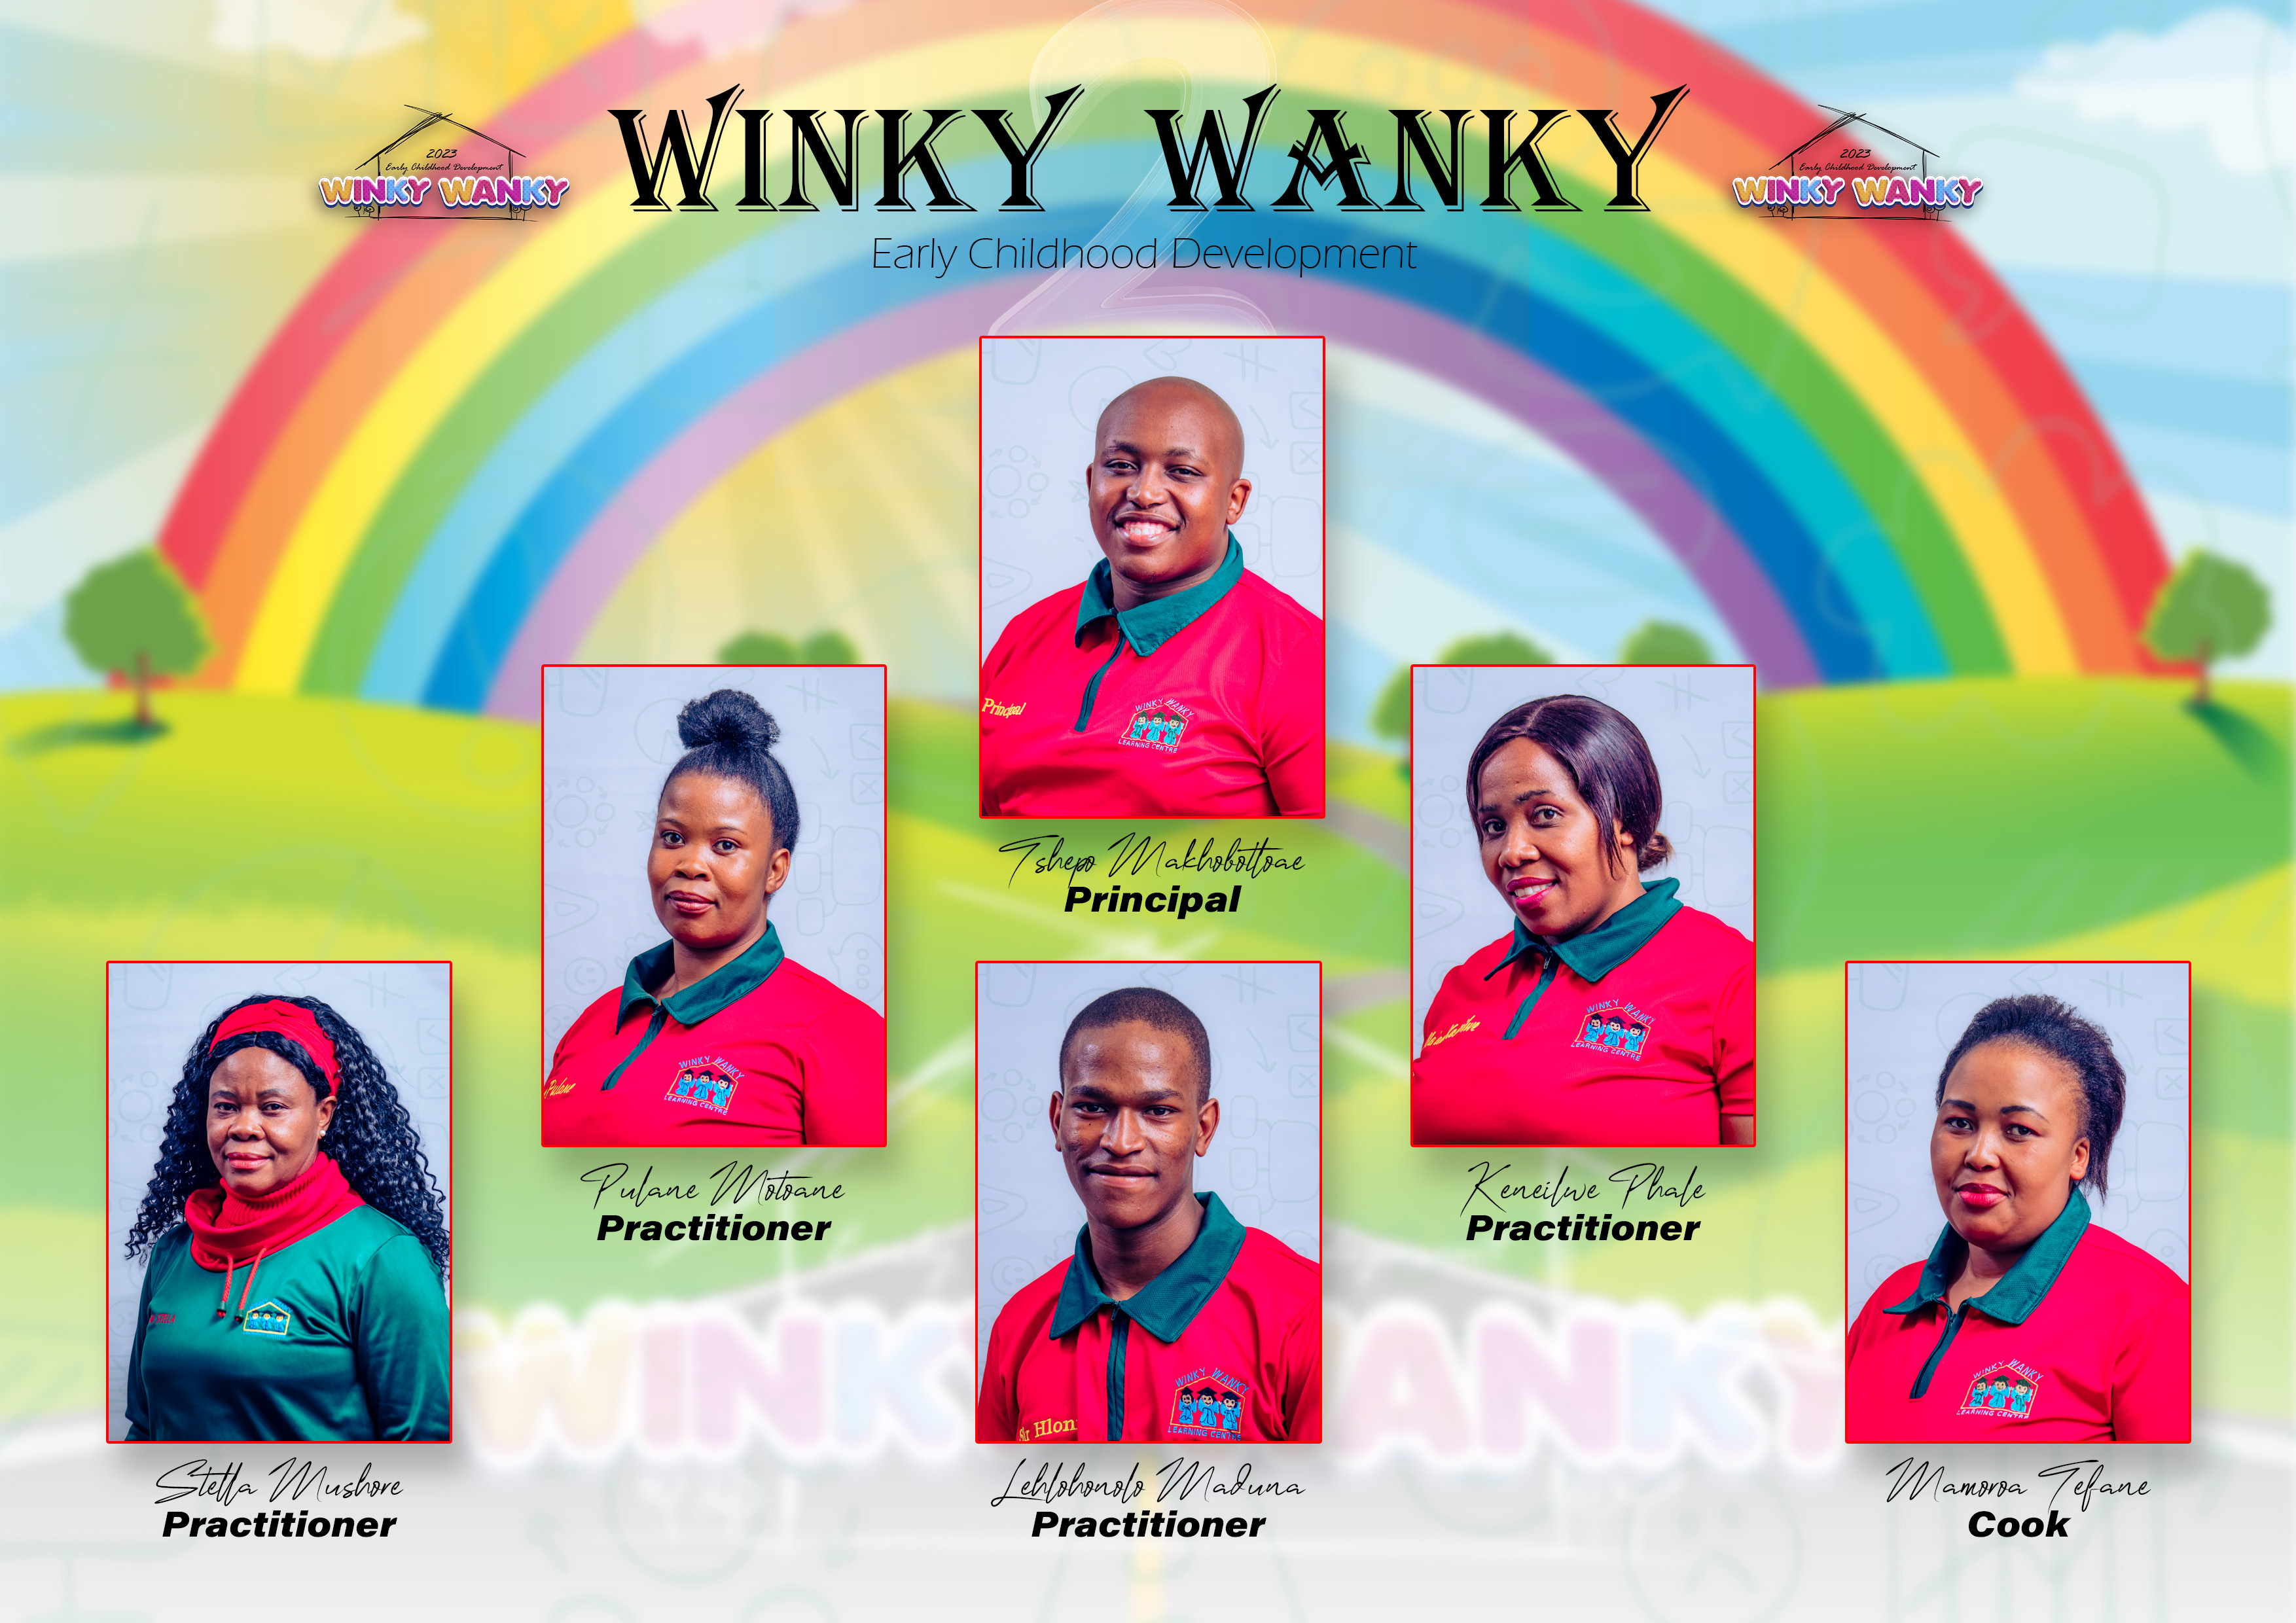 WINKY WANKY
Early Childhood Development
2023
Early Childhood Development
WINKY WANKY
2023
Early Childhood Development
WINKY WANKY
2
Principal
WINKY WANKY
LEARNING CENTRE
Tshepo Makhobottoae
Principal
Pulane
WINKY WANKY
LEARNING CENTRE
Pulane Motoane
Practitioner
WINKY WANKY
LEARNING CENTRE
Keneilwe Phale
Practitioner
Stella Mushore
Practitioner
Hloni
WINKY WANKY
LEARNING CENTRE
Lehlohonolo Maduna
Practitioner
WINKY WANKY
LEARNING CENTRE
Mamoroa Tefane
Cook
WINKY WANKY